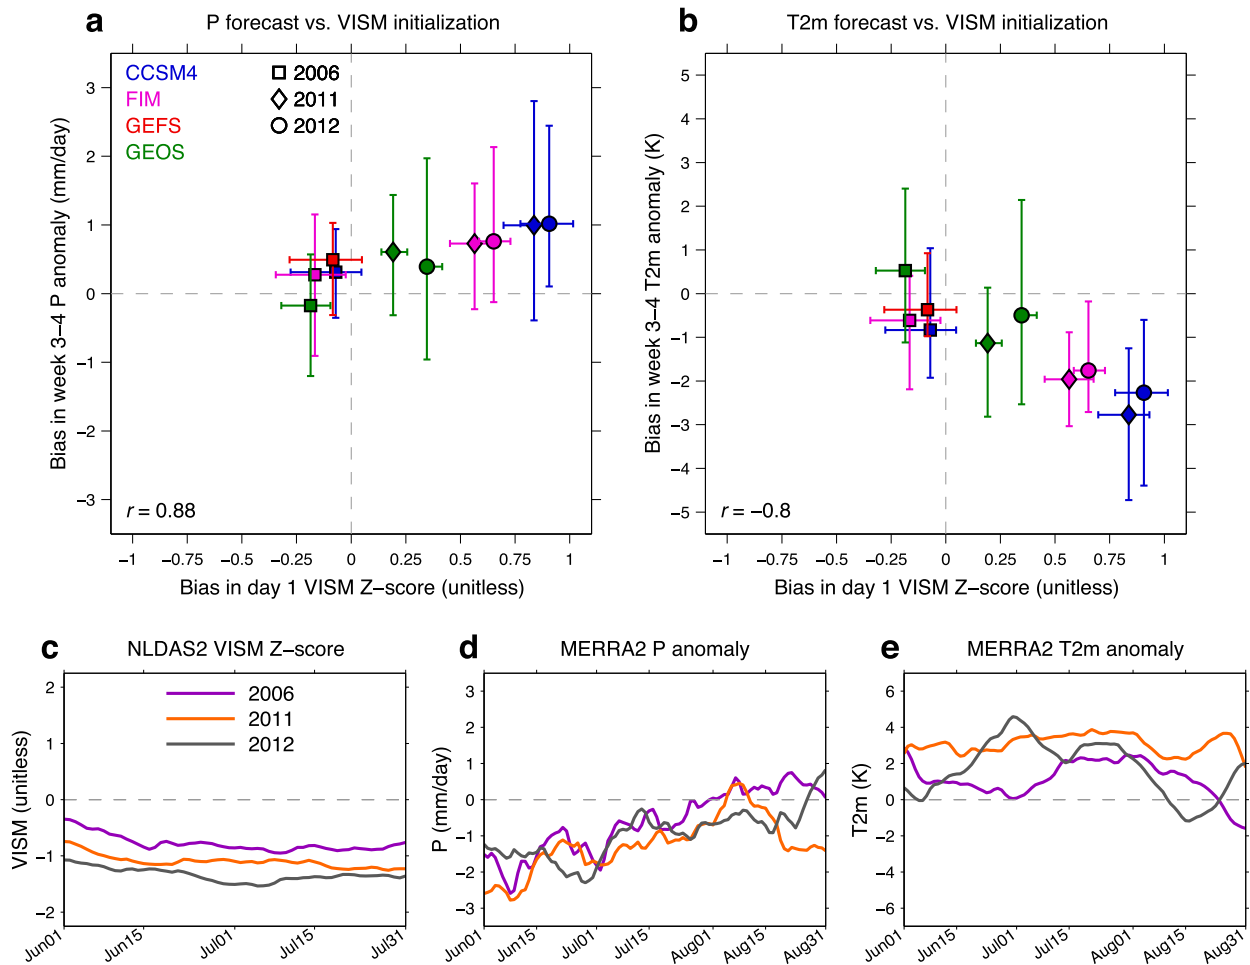 a P forecast vs. VISM initialization
CCSM4
FIM
GEFS
GEOS
2006
2011
2012
3
2
1
0
−1
−2
−3
Bias in week 3−4 P anomaly (mm/day)
r = 0.88
−1 −0.75 −0.5 −0.25 0 0.25 0.5 0.75 1
Bias in day 1 VISM Z−score (unitless)
b T2m forecast vs. VISM initialization
5
4
3
2
1
0
−1
−2
−3
−4
−5
Bias in week 3−4 T2m anomaly (K)
r = −0.8
−1 −0.75 −0.5 −0.25 0 0.25 0.5 0.75 1
Bias in day 1 VISM Z−score (unitless)
c NLDAS2 VISM Z−score
2006
2011
2012
2
1
0
−1
−2
VISM (unitless)
Jun01 Jun15 Jul01 Jul15 Jul31
d MERRA2 P anomaly
3
2
1
0
−1
−2
−3
P (mm/day)
Jun01 Jun15 Jul01 Jul15 Aug01 Aug15 Aug31
e MERRA2 T2m anomaly
6
4
2
0
−2
−4
−6
T2m (K)
Jun01 Jun15 Jul01 Jul15 Aug01 Aug15 Aug31